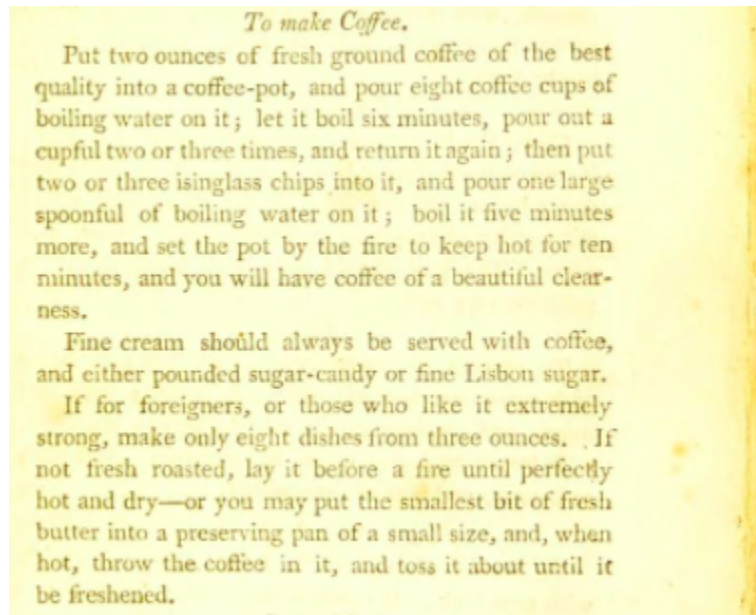 To make Coffee.
Put two ounces of fresh ground coffee of the best
quality into a coffee-pot, and pour eight coffee cups of
boiling water on it; let it boil six minutes, pour out a
cupful two or three times, and return it again; then put
two or three isinglass chips into it, and pour one large
spoonful of boiling water on it; boil it five minutes
more, and set the pot by the fire to keep hot for ten
minutes, and you will have coffee of a beautiful clear-
ness.
Fine cream should always be served with coffee,
and either pounded sugar-candy or fine Lisbon sugar.
If for foreigners, or those who like it extremely
strong, make only eight dishes from three ounces. If
not fresh roasted, lay it before a fire until perfectly
hot and dry—or you may put the smallest bit of fresh
butter into a preserving pan of a small size, and, when
hot, throw the coffee in it, and toss it about until it
be freshened.